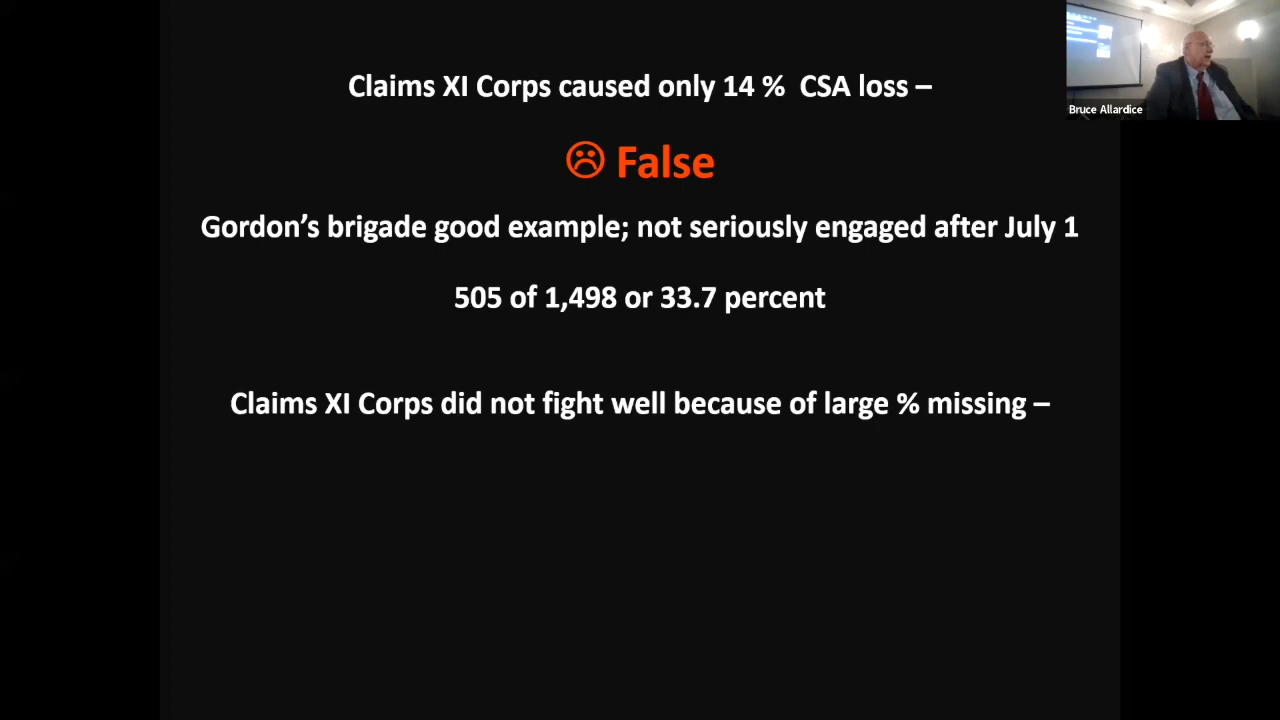 Claims XI Corps caused only 14 % CSA loss –
☹ False
Gordon's brigade good example; not seriously engaged after July 1
505 of 1,498 or 33.7 percent
Claims XI Corps did not fight well because of large % missing –
Bruce Allardice